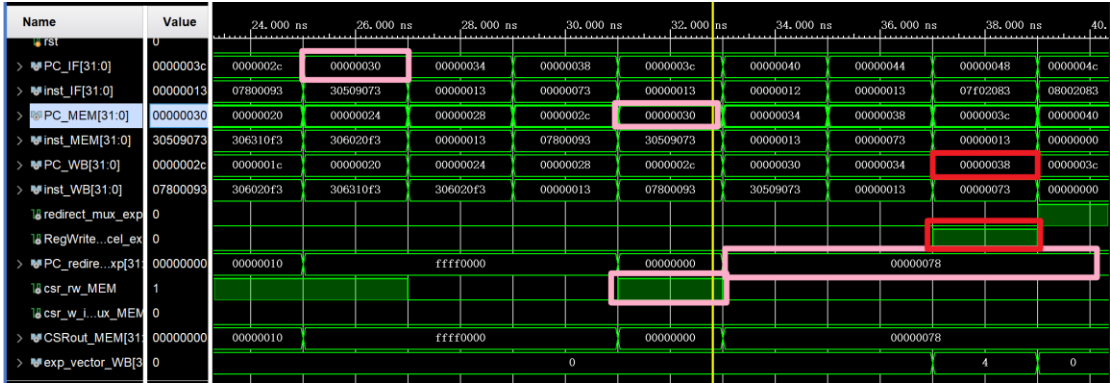 Name Value 24.000 ns 26.000 ns 28.000 ns 30.000 ns 32.000 ns 34.000 ns 36.000 ns 38.000 ns 40.
rst 0
PC_IF[31:0] 0000003c 0000002c 00000030 00000034 00000038 0000003c 00000040 00000044 00000048 0000004c
inst_IF[31:0] 00000013 07800093 30509073 00000013 00000073 00000013 00000012 00000013 07f02083 08002083
PC_MEM[31:0] 00000030 00000020 00000024 00000028 0000002c 00000030 00000034 00000038 0000003c 00000040
inst_MEM[31:0] 30509073 306310f3 306020f3 00000013 07800093 30509073 00000013 00000073 00000013 00000000
PC_WB[31:0] 0000002c 0000001c 00000020 00000024 00000028 0000002c 00000030 00000034 00000038 0000003c
inst_WB[31:0] 07800093 306020f3 306310f3 306020f3 00000013 07800093 30509073 00000013 00000073 00000000
redirect_mux_exp 0
RegWrite...cel_ex 0
PC_redire...xp[31: 00000000 00000010 ffff0000 00000000 00000078
csr_rw_MEM 1
csr_w_i...ux_MEM 0
CSRout_MEM[31: 00000000 00000010 ffff0000 00000000 00000078
exp_vector_WB[3 0 0 4 0